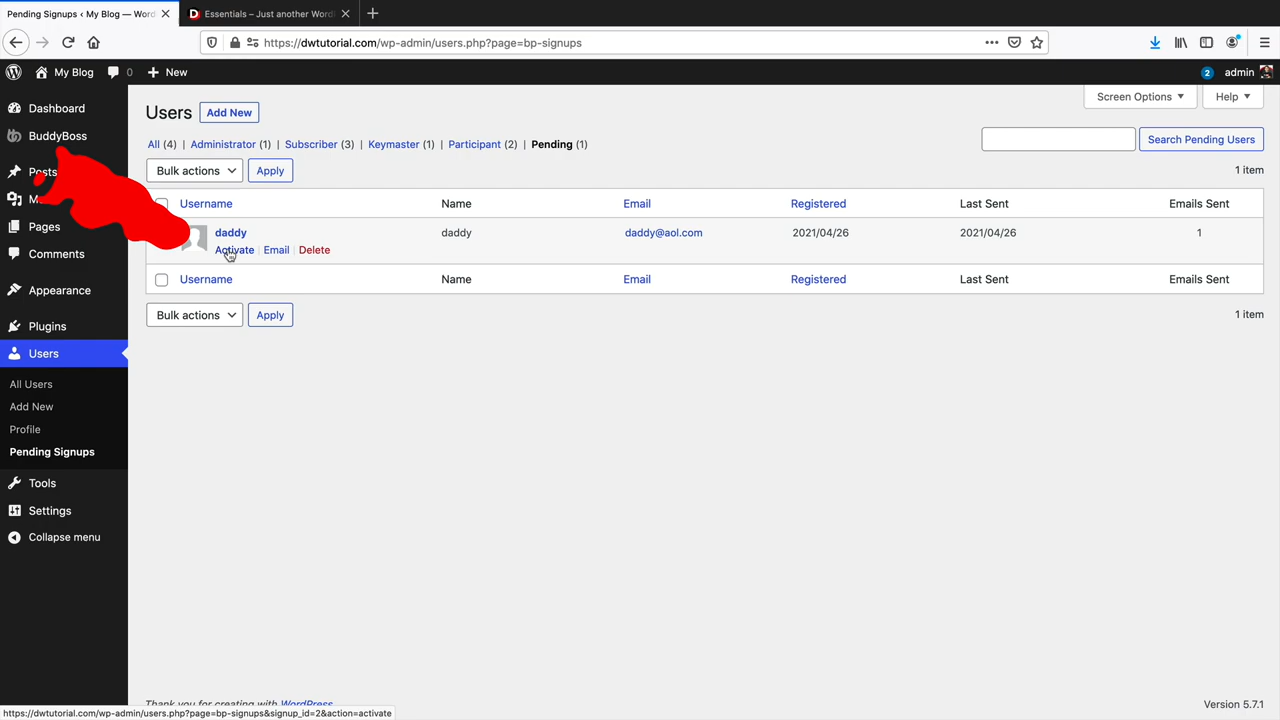 Pending Signups ‹ My Blog — Word
Essentials – Just another Word
https://dwtutorial.com/wp-admin/users.php?page=bp-signups
My Blog 0 New 2 admin
Dashboard
BuddyBoss
Posts
Pages
Comments
Appearance
Plugins
Users
All Users
Add New
Profile
Pending Signups
Tools
Settings
Collapse menu
Screen Options Help
Users Add New
All (4) | Administrator (1) | Subscriber (3) | Keymaster (1) | Participant (2) | Pending (1)
Search Pending Users
Bulk actions Apply 1 item
Username Name Email Registered Last Sent Emails Sent
daddy daddy daddy@aol.com 2021/04/26 2021/04/26 1
Activate | Email | Delete
Username Name Email Registered Last Sent Emails Sent
Bulk actions Apply 1 item
Thank you for creating with WordPress. Version 5.7.1
https://dwtutorial.com/wp-admin/users.php?page=bp-signups&signup_id=2&action=activate